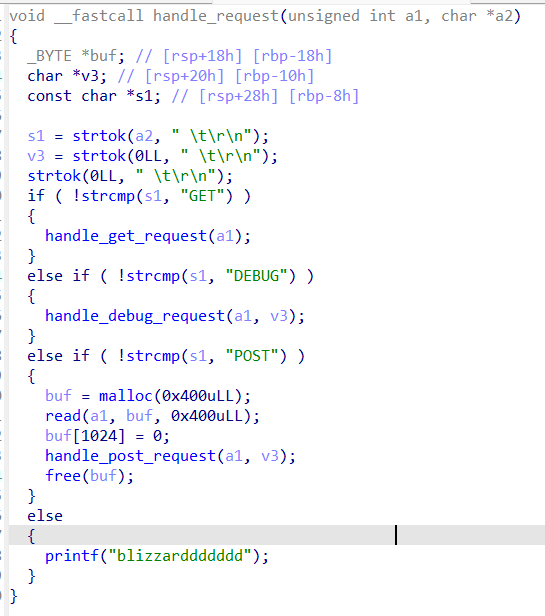 void __fastcall handle_request(unsigned int a1, char *a2)
{
  _BYTE *buf; // [rsp+18h] [rbp-18h]
  char *v3; // [rsp+20h] [rbp-10h]
  const char *s1; // [rsp+28h] [rbp-8h]

  s1 = strtok(a2, " \t\r\n");
  v3 = strtok(0LL, " \t\r\n");
  strtok(0LL, " \t\r\n");
  if ( !strcmp(s1, "GET") )
  {
    handle_get_request(a1);
  }
  else if ( !strcmp(s1, "DEBUG") )
  {
    handle_debug_request(a1, v3);
  }
  else if ( !strcmp(s1, "POST") )
  {
    buf = malloc(0x400uLL);
    read(a1, buf, 0x400uLL);
    buf[1024] = 0;
    handle_post_request(a1, v3);
    free(buf);
  }
  else
  {
    printf("blizzardddddd");
  }
}